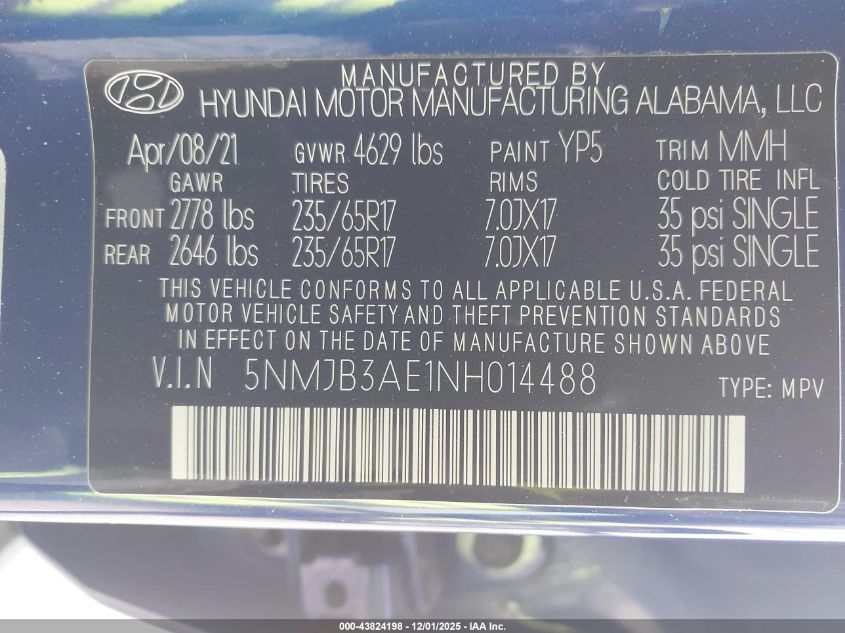 MANUFACTURED BY
HYUNDAI MOTOR MANUFACTURING ALABAMA, LLC
Apr/08/21 GVWR 4629 lbs PAINT YP5 TRIM MMH
GAWR TIRES RIMS COLD TIRE INFL
FRONT 2778 lbs 235/65R17 7.0JX17 35 psi SINGLE
REAR 2646 lbs 235/65R17 7.0JX17 35 psi SINGLE
THIS VEHICLE CONFORMS TO ALL APPLICABLE U.S.A. FEDERAL
MOTOR VEHICLE SAFETY AND THEFT PREVENTION STANDARDS
IN EFFECT ON THE DATE OF MANUFACTURE SHOWN ABOVE
V.I.N 5NMJB3AE1NH014488 TYPE: MPV
000-43824198 - 12/01/2025 - IAA Inc.